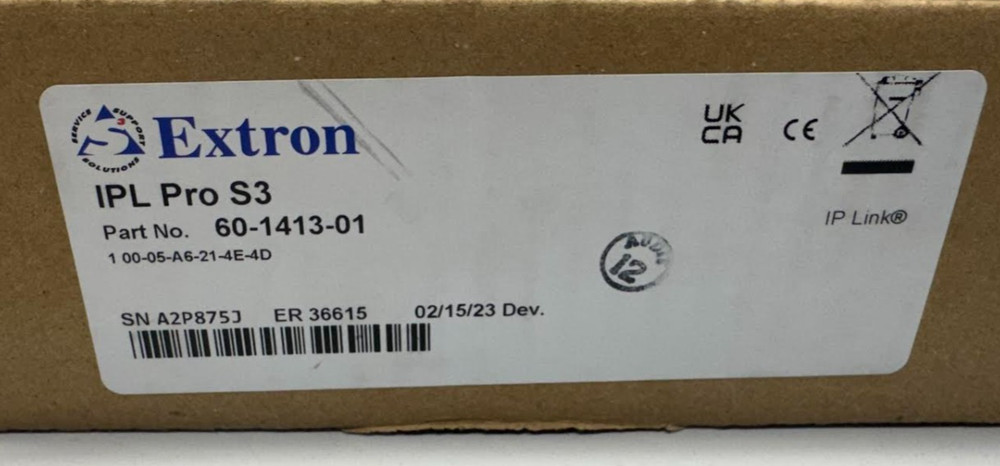 SERVICE SUPPORT SOLUTIONS
S3 Extron
IPL Pro S3
Part No. 60-1413-01
1 00-05-A6-21-4E-4D
SN A2P875J ER 36615 02/15/23 Dev.
UK
CA
CE
IP Link®
AUDIT
12